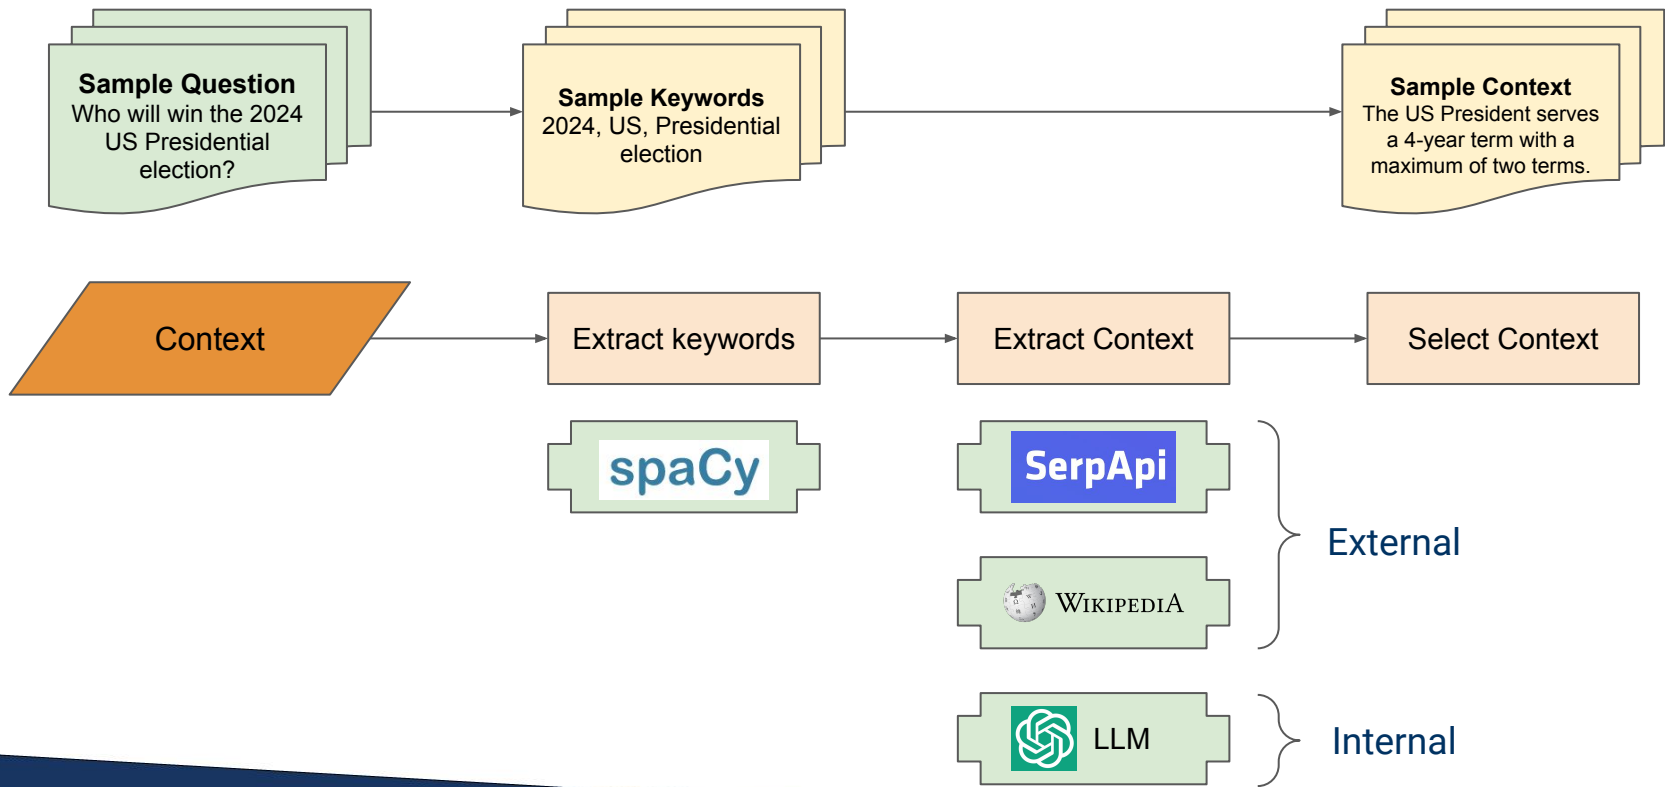 Sample Question
Who will win the 2024
US Presidential
election?
Sample Keywords
2024, US, Presidential
election
Sample Context
The US President serves
a 4-year term with a
maximum of two terms.
Context
Extract keywords
Extract Context
Select Context
spaCy
SerpApi
External
WIKIPEDIA
LLM
Internal